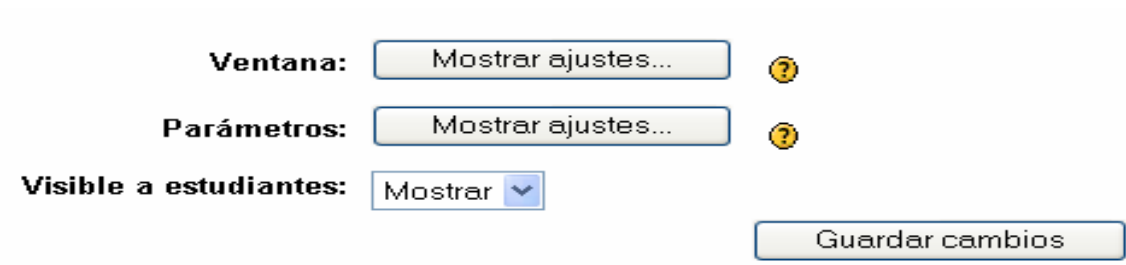 Ventana: Mostrar ajustes... ?
Parámetros: Mostrar ajustes... ?
Visible a estudiantes: Mostrar
Guardar cambios